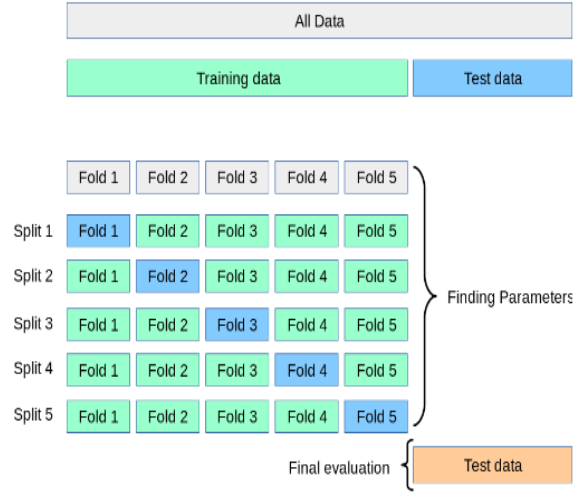 All Data
Training data Test data
Fold 1 Fold 2 Fold 3 Fold 4 Fold 5
Split 1 Fold 1 Fold 2 Fold 3 Fold 4 Fold 5
Split 2 Fold 1 Fold 2 Fold 3 Fold 4 Fold 5
Finding Parameters
Split 3 Fold 1 Fold 2 Fold 3 Fold 4 Fold 5
Split 4 Fold 1 Fold 2 Fold 3 Fold 4 Fold 5
Split 5 Fold 1 Fold 2 Fold 3 Fold 4 Fold 5
Final evaluation Test data